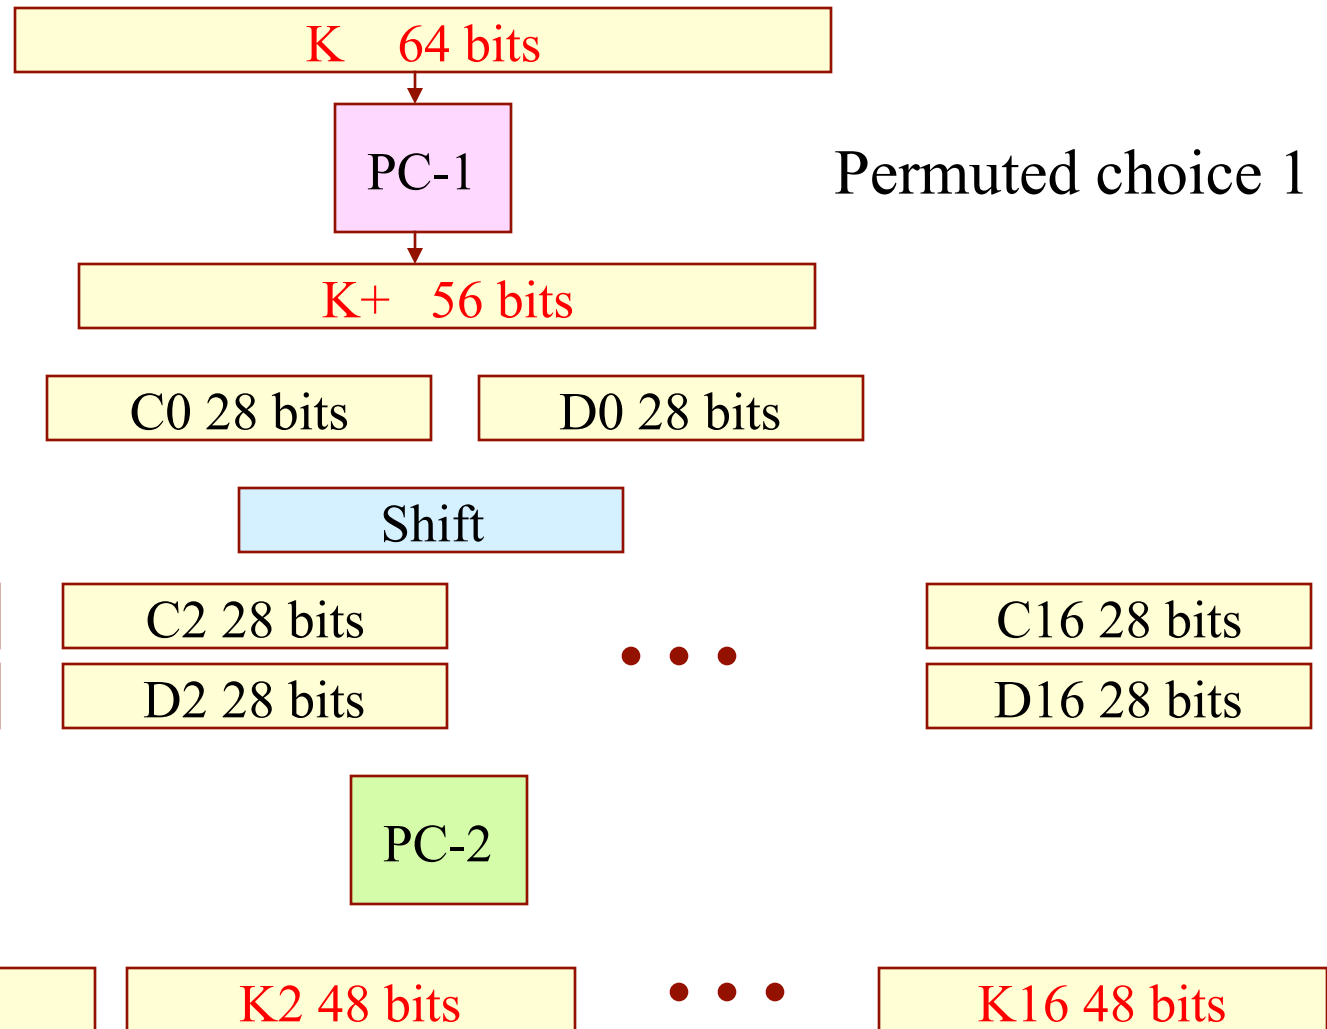 K 64 bits
PC-1
Permuted choice 1
K+ 56 bits
C0 28 bits
D0 28 bits
Shift
C2 28 bits
C16 28 bits
D2 28 bits
D16 28 bits
PC-2
K2 48 bits
K16 48 bits